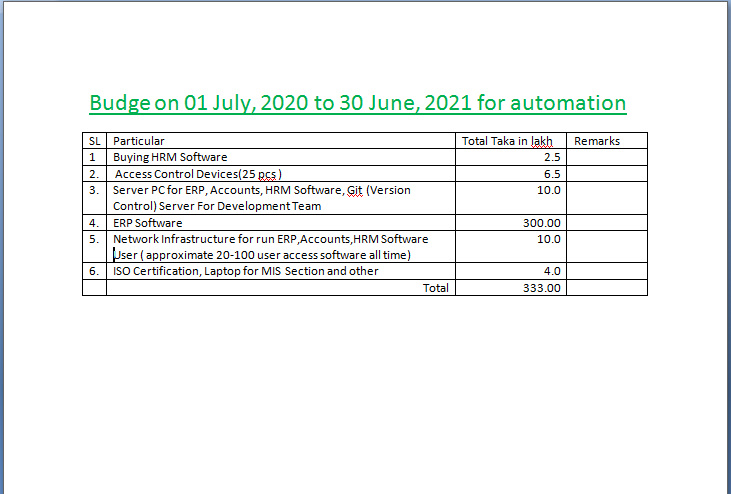 Budge on 01 July, 2020 to 30 June, 2021 for automation
SL Particular Total Taka in lakh Remarks
1 Buying HRM Software 2.5
2. Access Control Devices(25 pcs ) 6.5
3. Server PC for ERP, Accounts, HRM Software, Git (Version 10.0
Control) Server For Development Team
4. ERP Software 300.00
5. Network Infrastructure for run ERP,Accounts,HRM Software 10.0
User ( approximate 20-100 user access software all time)
6. ISO Certification, Laptop for MIS Section and other 4.0
Total 333.00